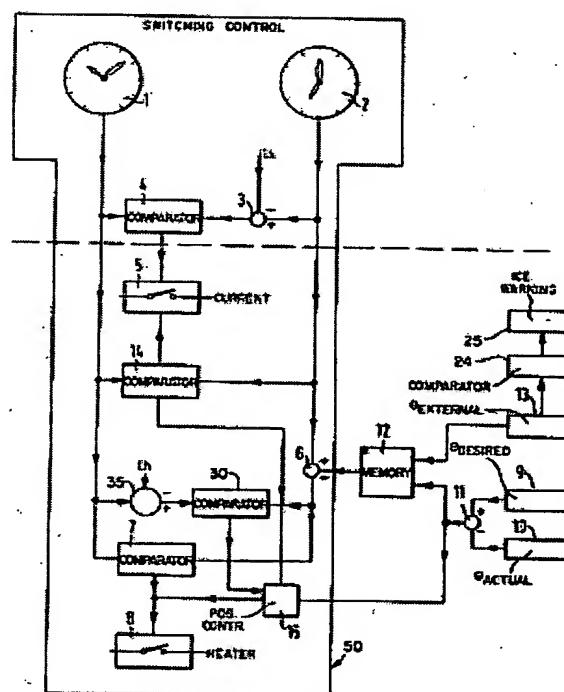 SWITCHING CONTROL
1
2
4
3
COMPARATOR
5
CURRENT
14
COMPARATOR
ICE
WARNING
25
24
COMPARATOR
13
ΘEXTERNAL
12
6
MEMORY
ΘDESIRED
9
11
10
ΘACTUAL
Eh
35
30
COMPARATOR
7
COMPARATOR
POS.
CONTR.
15
8
HEATER
50